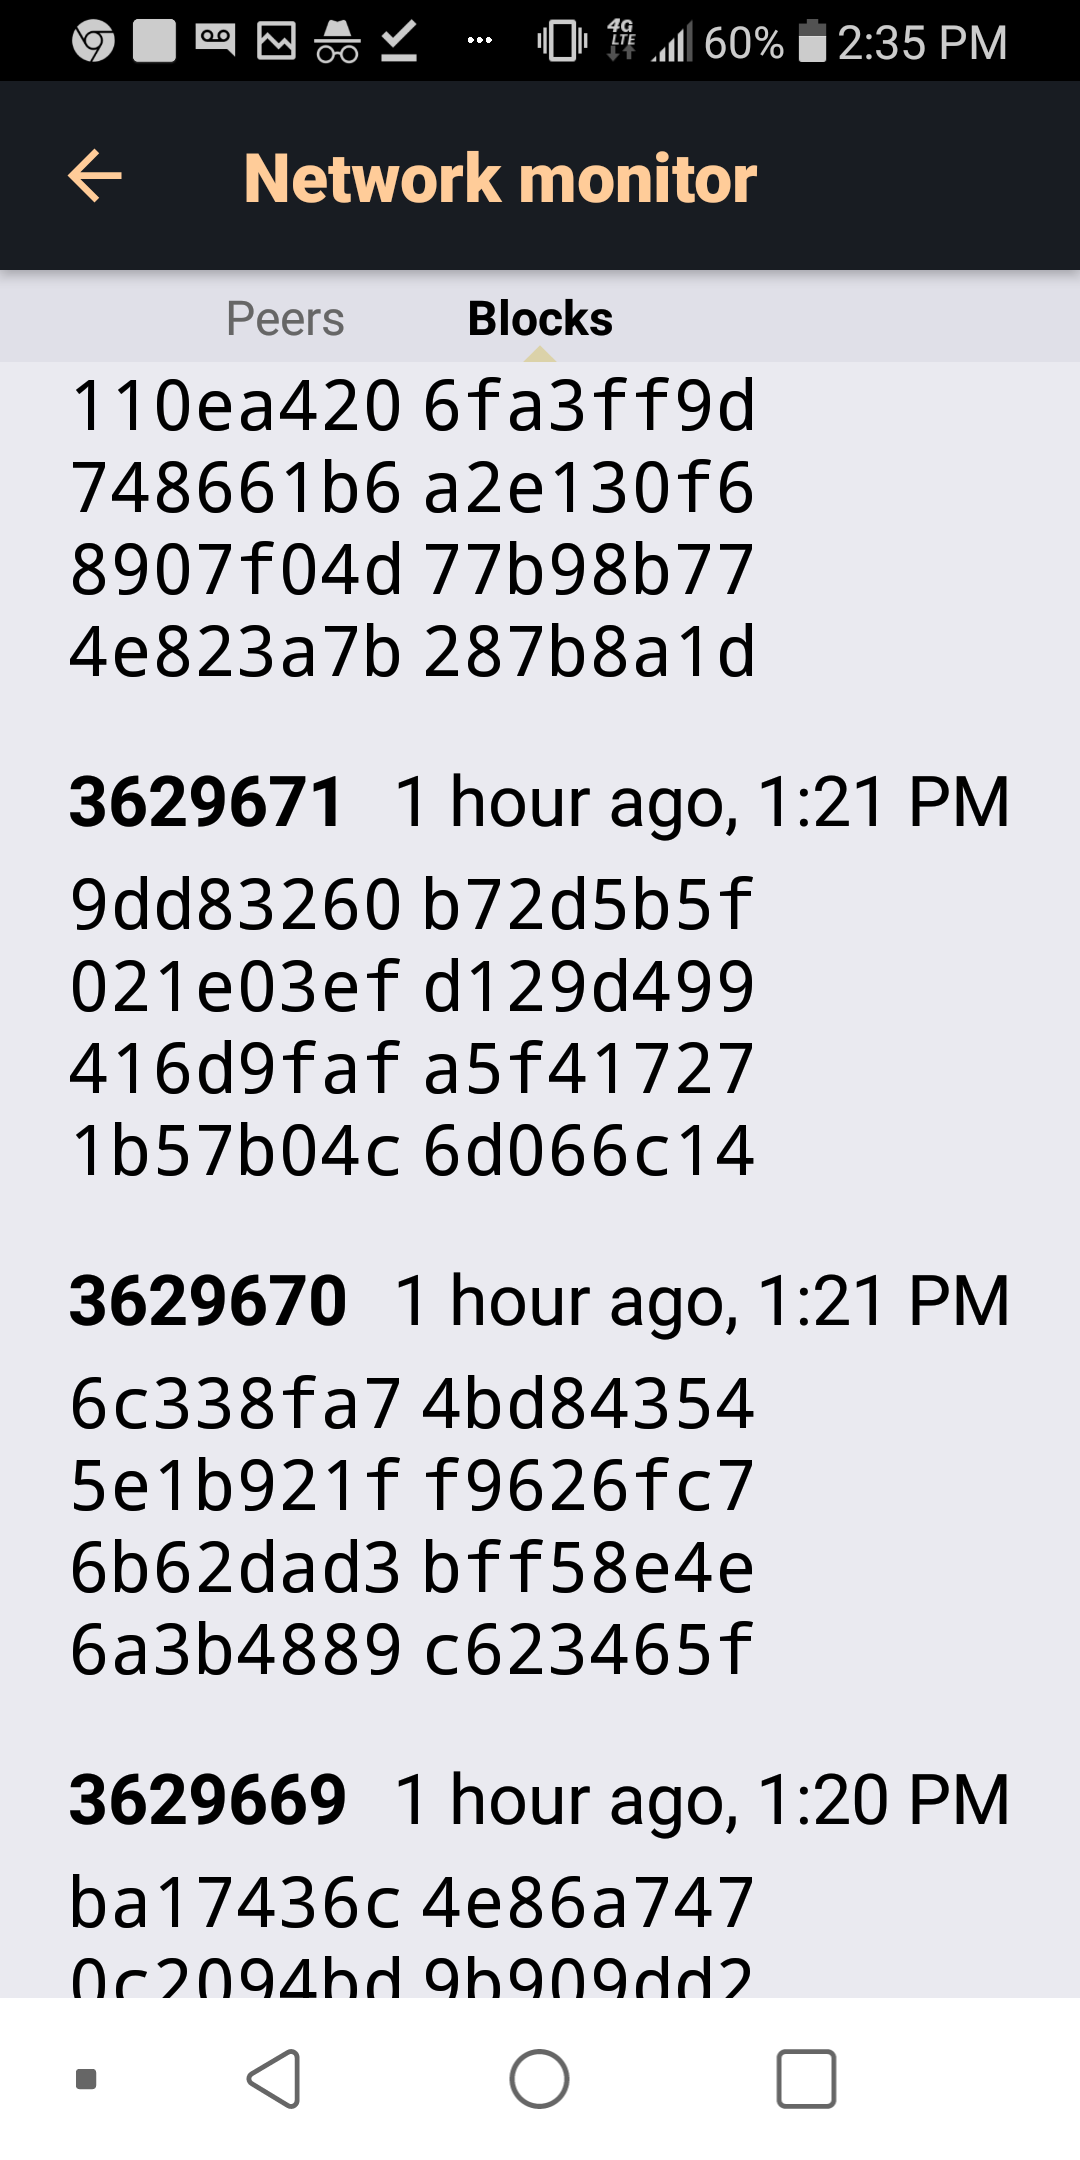 4G LTE 60% 2:35 PM
Network monitor
Peers Blocks
110ea420 6fa3ff9d
748661b6 a2e130f6
8907f04d 77b98b77
4e823a7b 287b8a1d
3629671 1 hour ago, 1:21 PM
9dd83260 b72d5b5f
021e03ef d129d499
416d9faf a5f41727
1b57b04c 6d066c14
3629670 1 hour ago, 1:21 PM
6c338fa7 4bd84354
5e1b921f f9626fc7
6b62dad3 bff58e4e
6a3b4889 c623465f
3629669 1 hour ago, 1:20 PM
ba17436c 4e86a747
0c2094bd 9b909dd2